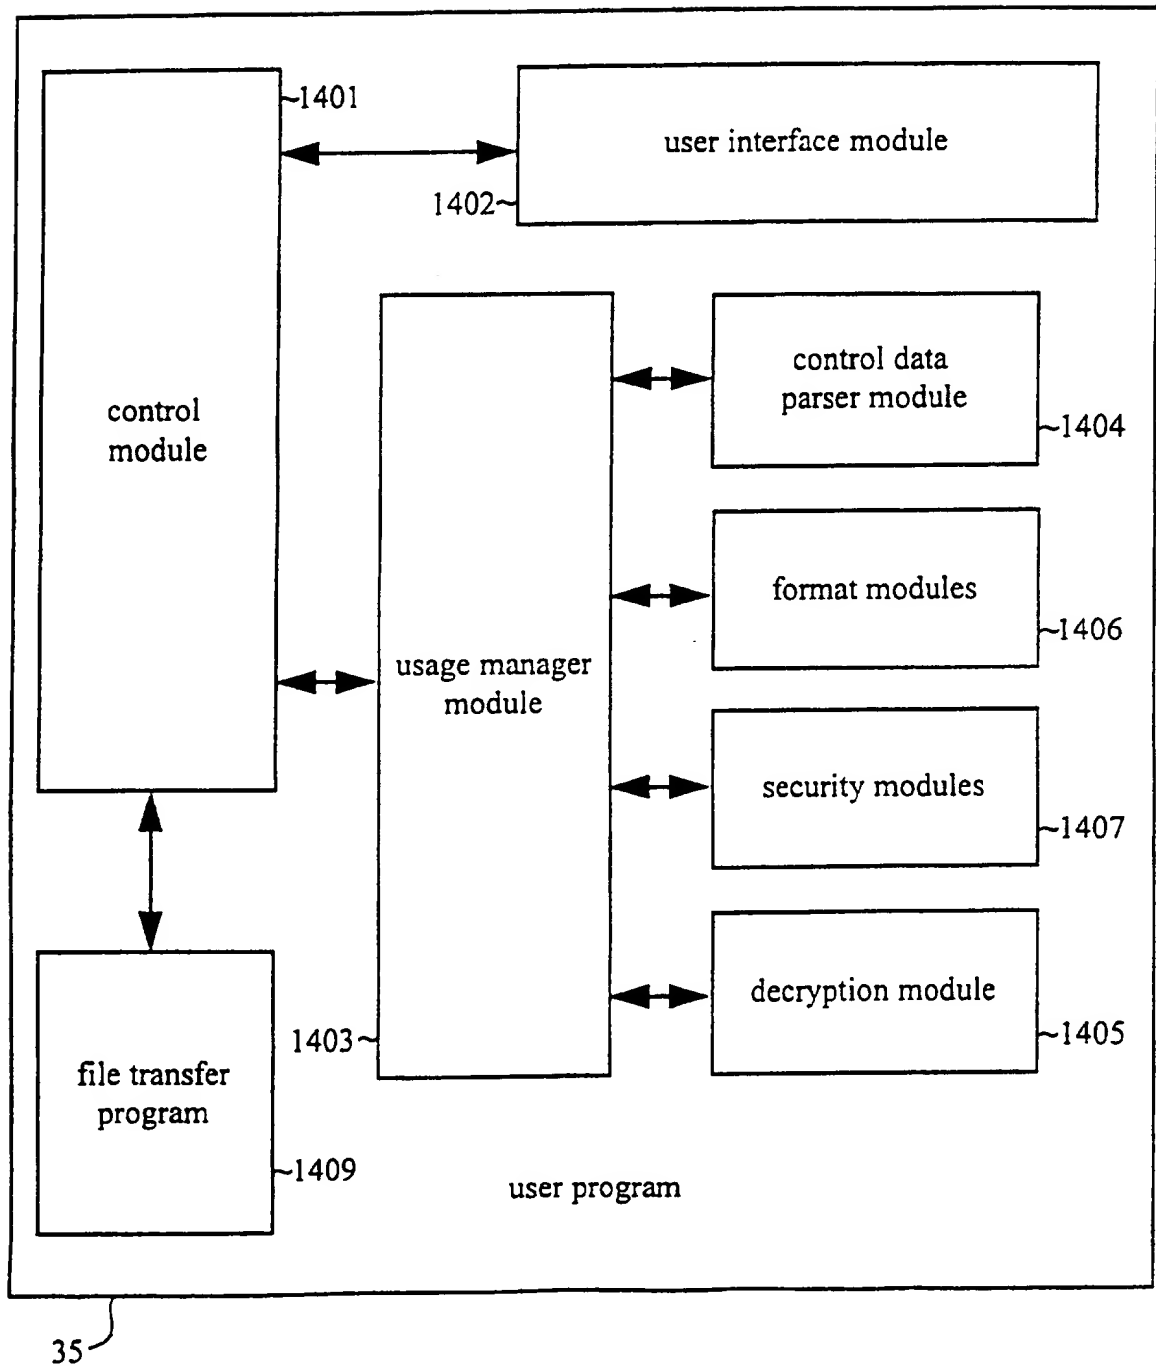 1401
user interface module
1402
control data
parser module
1404
control
module
format modules
1406
usage manager
module
security modules
1407
decryption module
1405
1403
file transfer
program
1409
user program
35